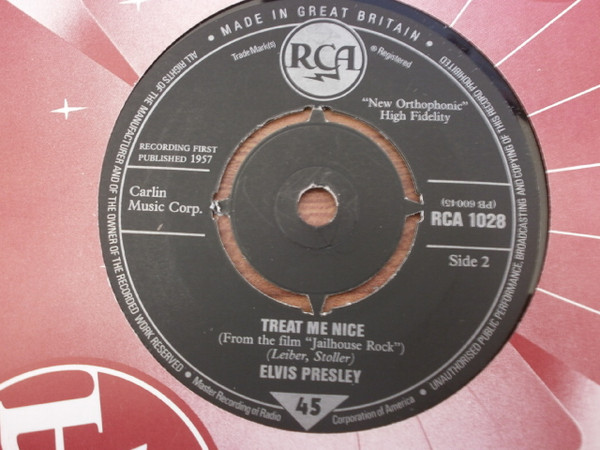 • MADE IN GREAT BRITAIN •
RCA
Trade Mark(s)
® Registered
"New Orthophonic"
High Fidelity
RECORDING FIRST
PUBLISHED 1957
Carlin
Music Corp.
(PB 6004S)
RCA 1028
Side 2
TREAT ME NICE
(From the film "Jailhouse Rock")
(Leiber, Stoller)
ELVIS PRESLEY
45
ALL RIGHTS OF THE MANUFACTURER AND OF THE OWNER OF THE RECORDED WORK RESERVED •
Master Recording of Radio
Corporation of America •
UNAUTHORISED PUBLIC PERFORMANCE, BROADCASTING AND COPYING OF THIS RECORD PROHIBITED